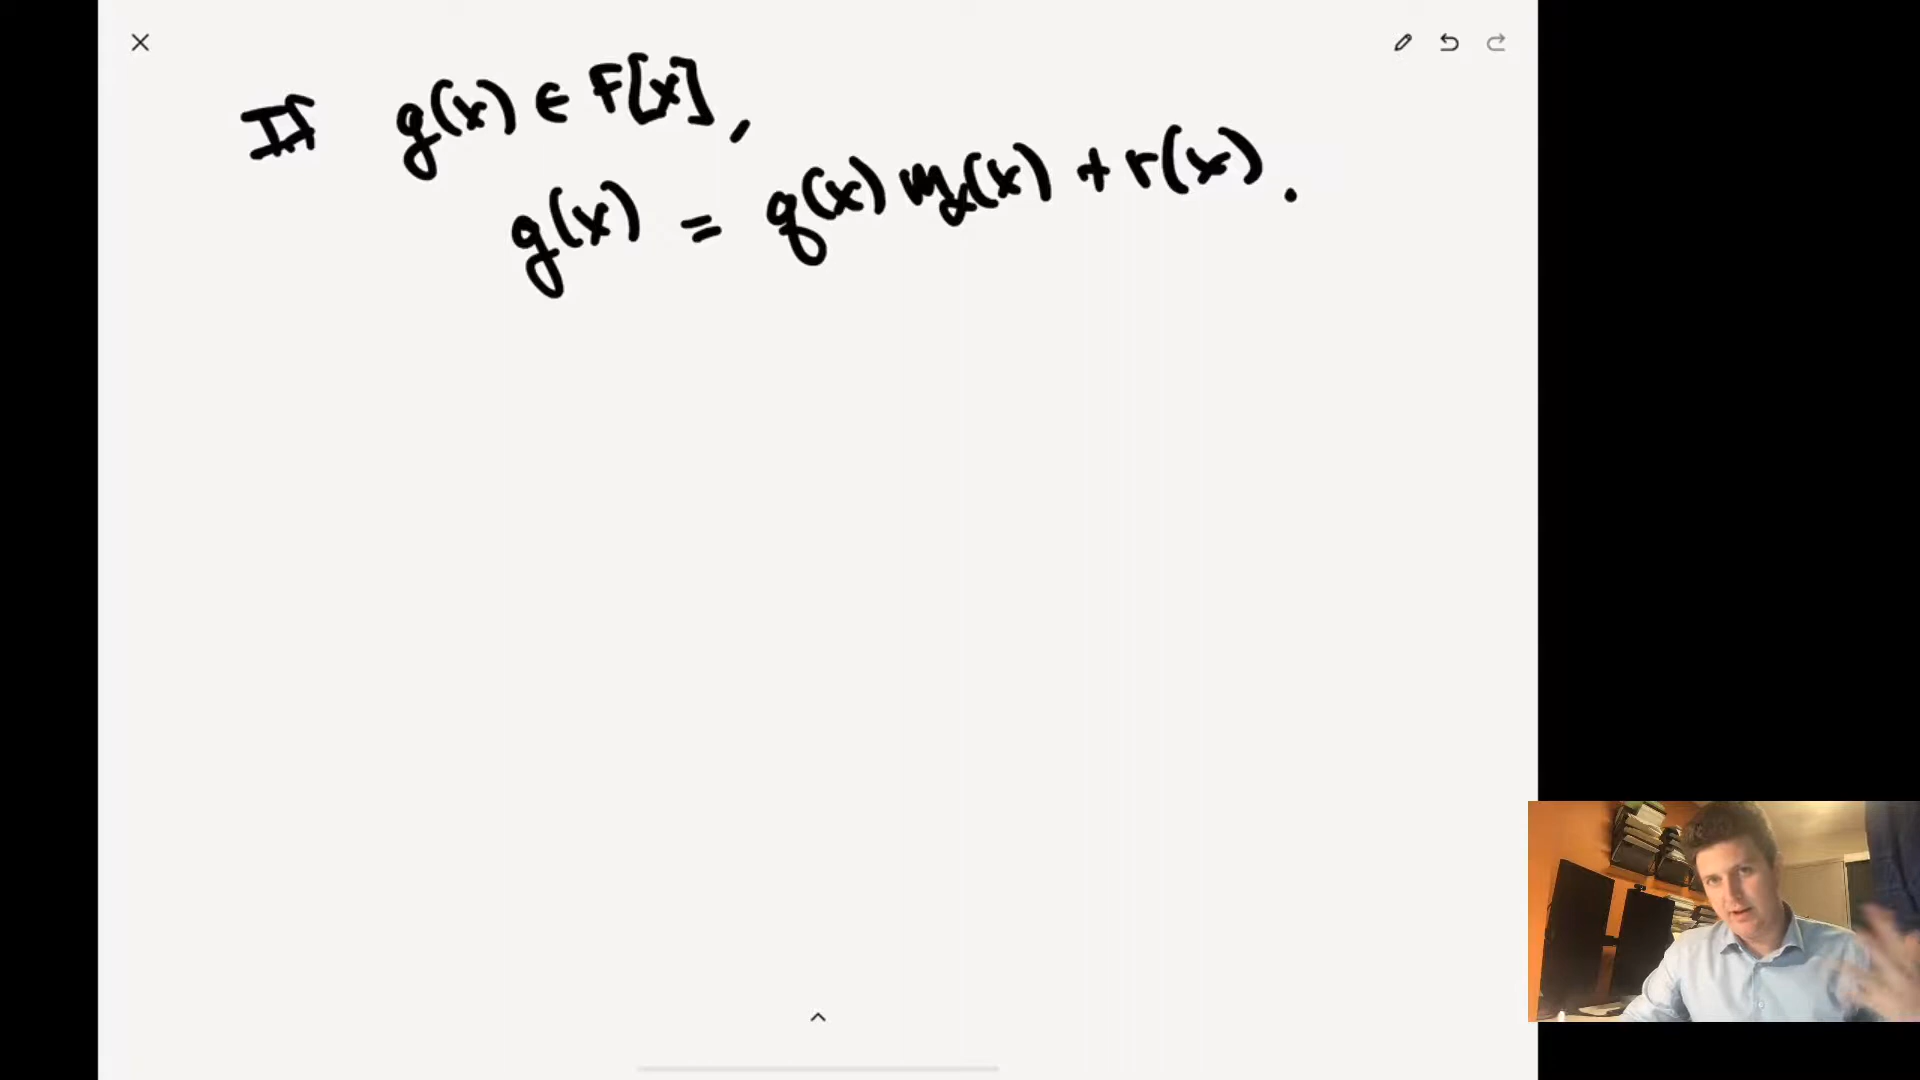 If g(x) ∈ F[x],
g(x) = q(x) m_α(x) + r(x).